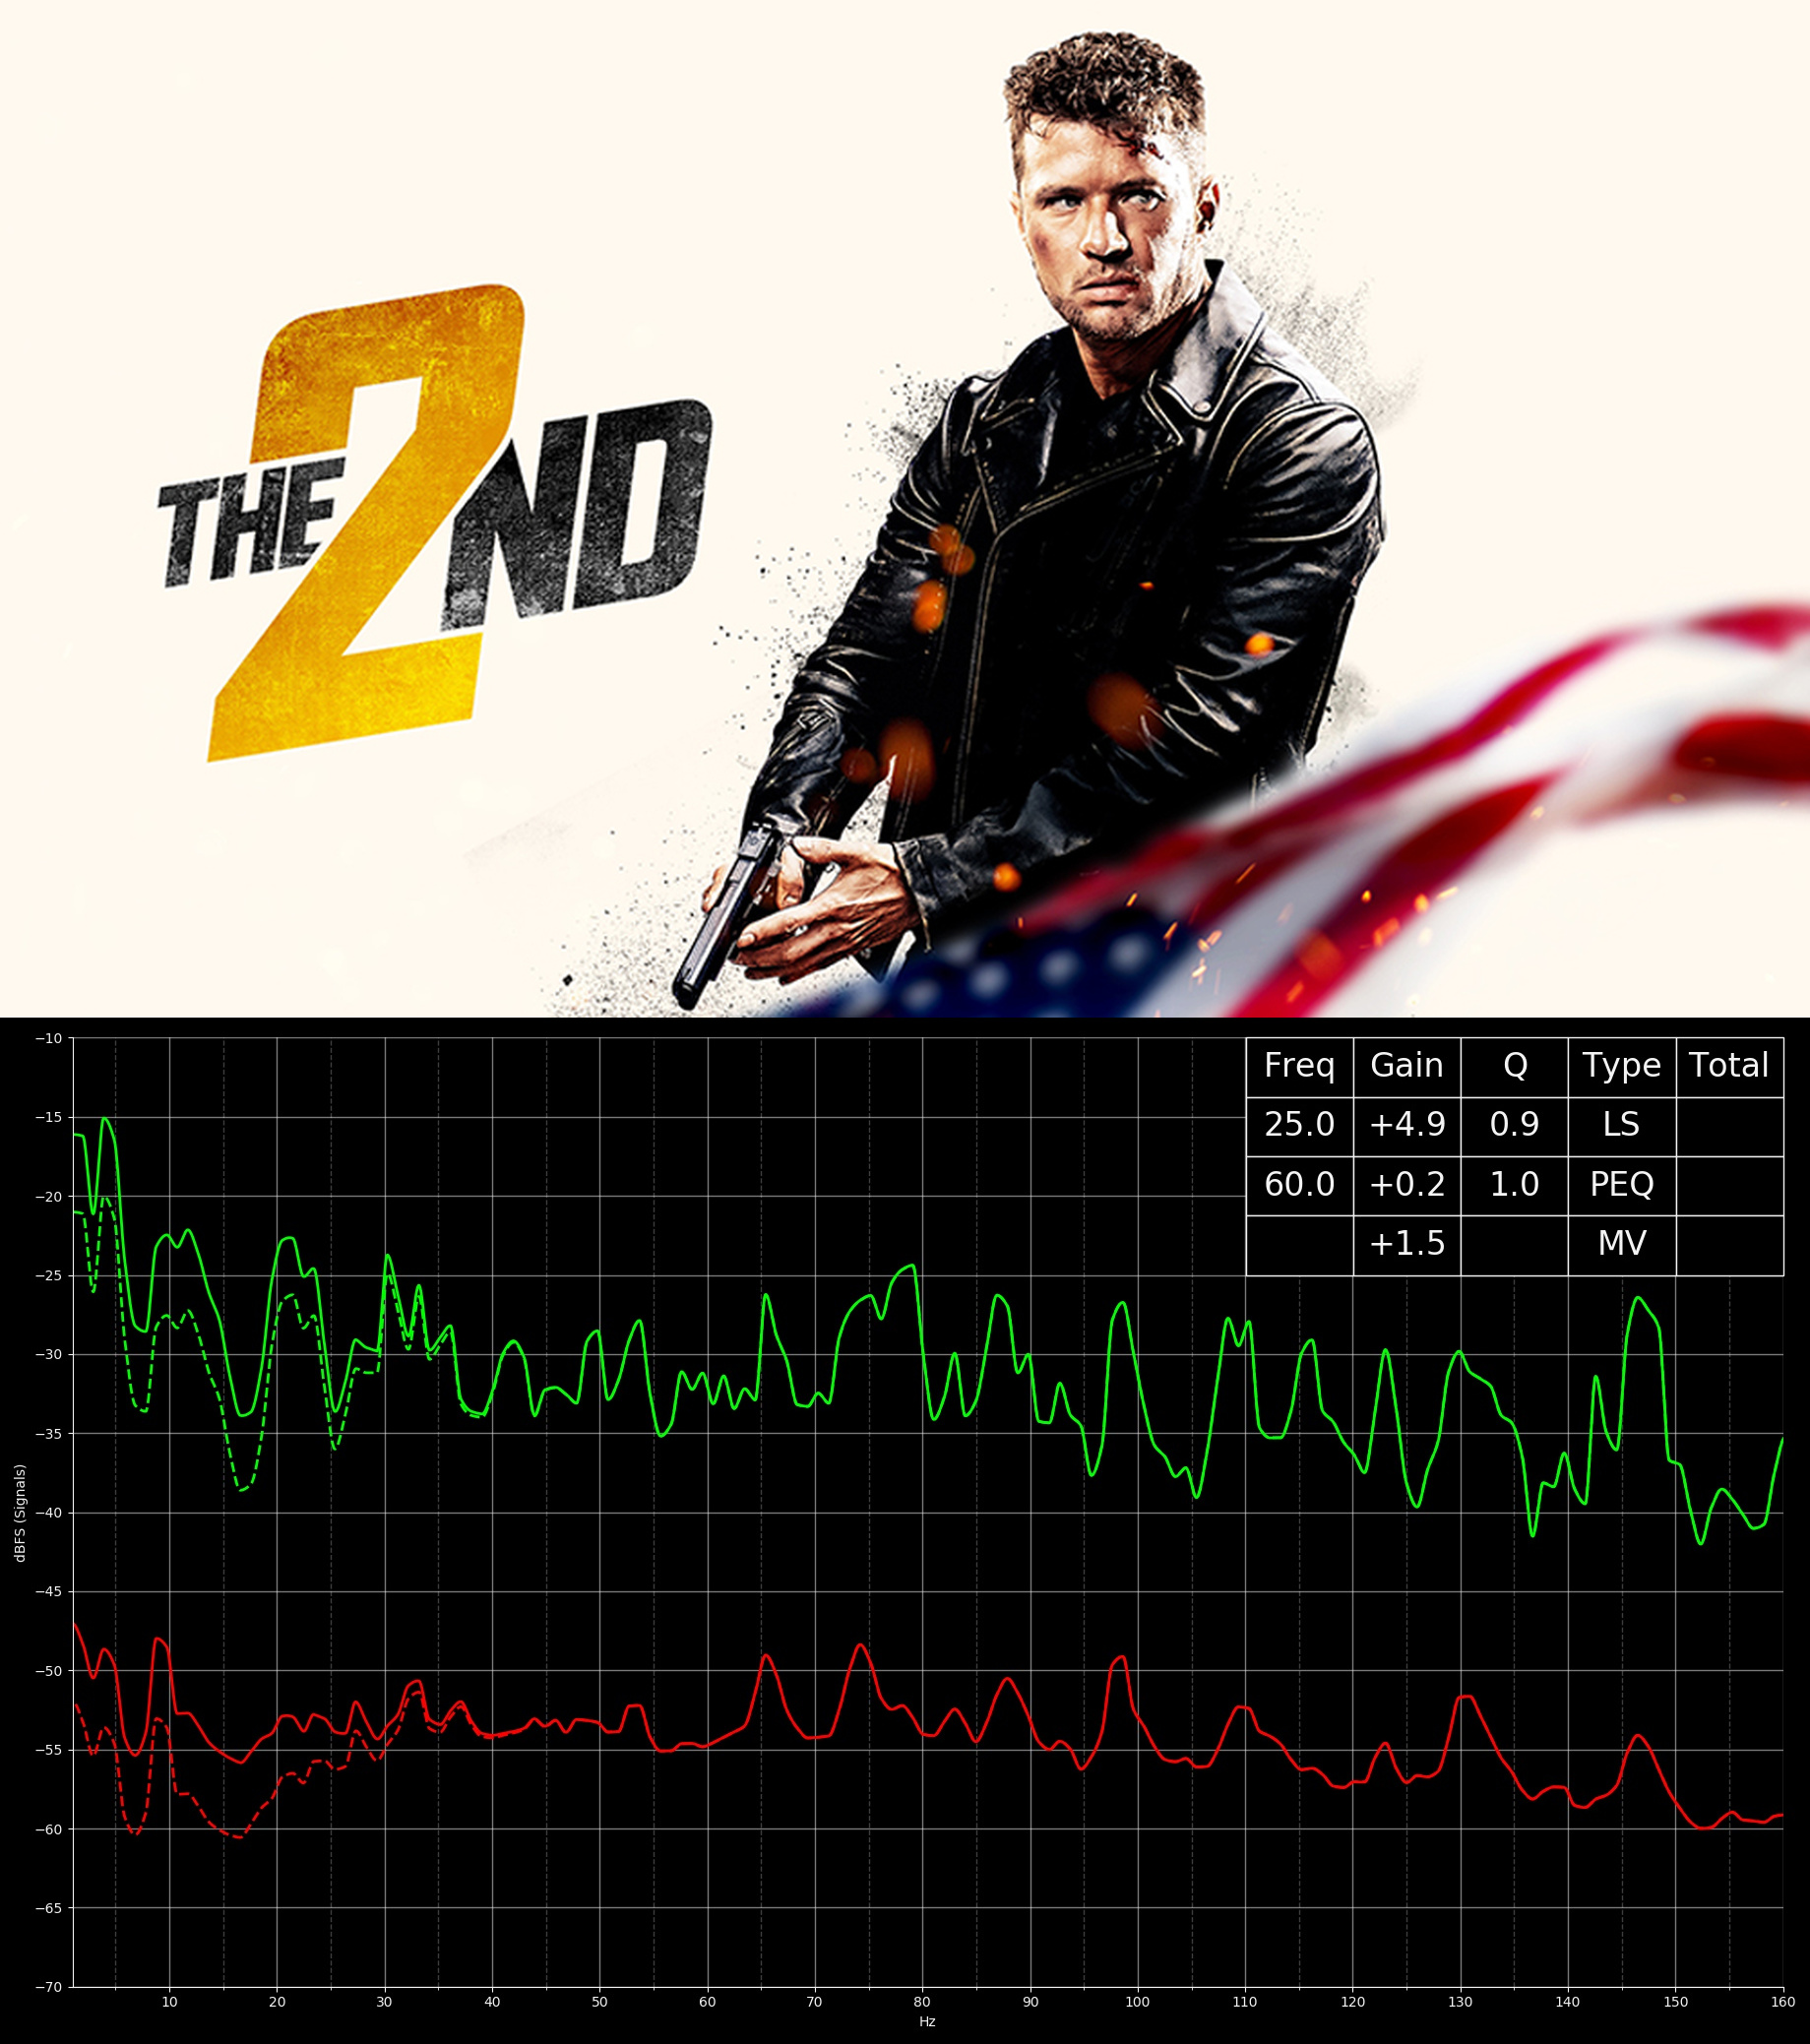 THE 2ND
Freq Gain Q Type Total
25.0 +4.9 0.9 LS
60.0 +0.2 1.0 PEQ
+1.5 MV
−10
−15
−20
−25
−30
−35
−40
−45
−50
−55
−60
−65
−70
dBFS (Signals)
10 20 30 40 50 60 70 80 90 100 110 120 130 140 150 160
Hz